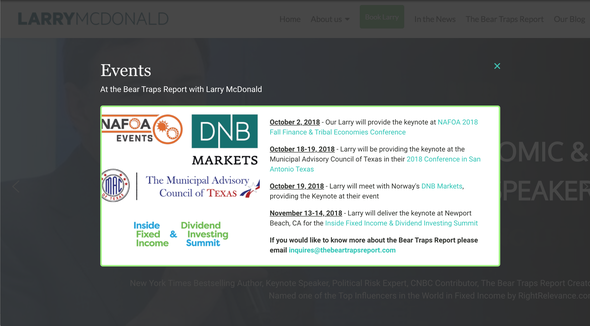 LARRYMCDONALD
Home About us Book Larry In the News The Bear Traps Report Our Blog
Events
At the Bear Traps Report with Larry McDonald
NAFOA
EVENTS
DNB
MARKETS
The Municipal Advisory
Council of TEXAS
Inside
Fixed
Income
&
Dividend
Investing
Summit
October 2, 2018 - Our Larry will provide the keynote at NAFOA 2018
Fall Finance & Tribal Economies Conference
October 18-19, 2018 - Larry will be providing the keynote at the
Municipal Advisory Council of Texas in their 2018 Conference in San
Antonio Texas
October 19, 2018 - Larry will meet with Norway's DNB Markets,
providing the Keynote at their event
November 13-14, 2018 - Larry will deliver the keynote at Newport
Beach, CA for the Inside Fixed Income & Dividend Investing Summit
If you would like to know more about the Bear Traps Report please
email inquires@thebeartrapsreport.com
OMIC &
PEAKER
New York Times Bestselling Author, Keynote Speaker, Political Risk Expert, CNBC Contributor, The Bear Traps Report Creat
Named one of the Top Influencers in the World in Fixed Income by RightRelevance.com